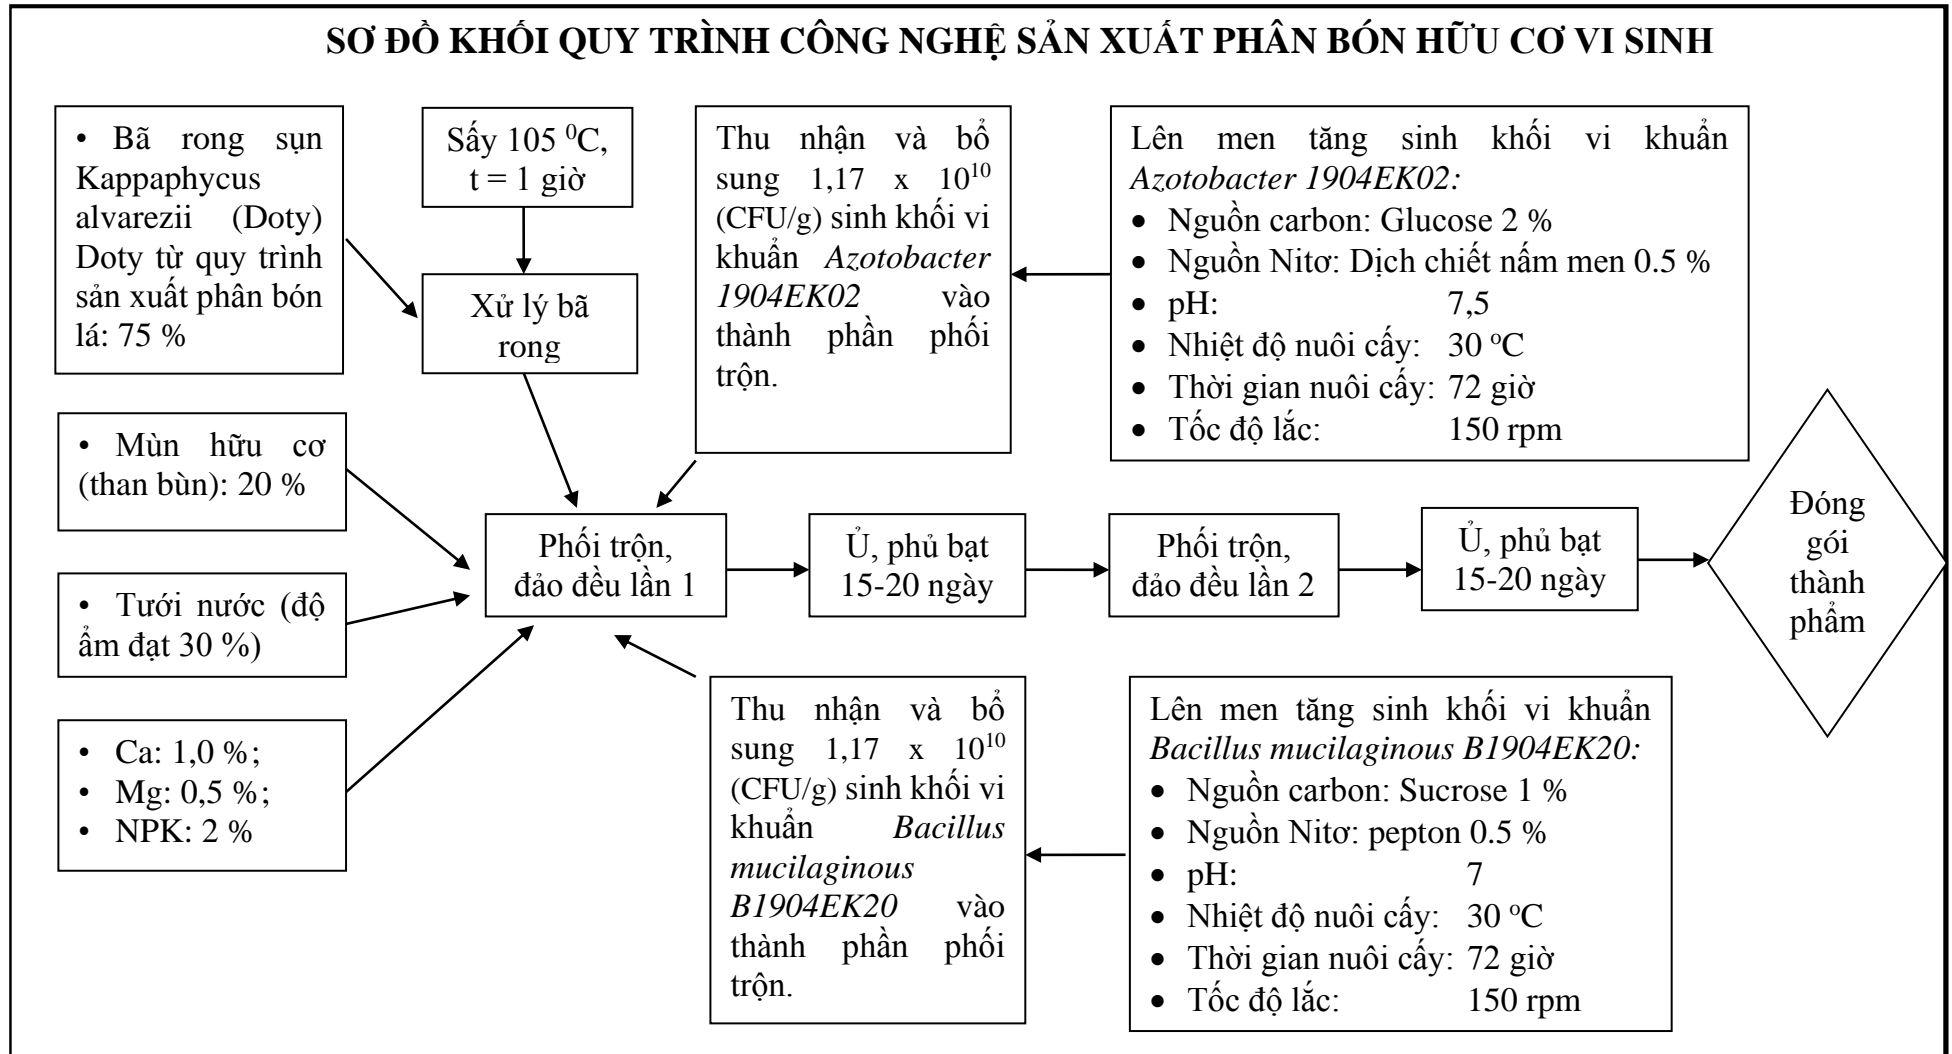 SƠ ĐỒ KHỐI QUY TRÌNH CÔNG NGHỆ SẢN XUẤT PHÂN BÓN HỮU CƠ VI SINH
• Bã rong sụn
Kappaphycus
alvarezii (Doty)
Doty từ quy trình
sản xuất phân bón
lá: 75 %
Sấy 105 ⁰C,
t = 1 giờ
Xử lý bã
rong
Thu nhận và bổ
sung 1,17 x 10¹⁰
(CFU/g) sinh khối vi
khuẩn Azotobacter
1904EK02 vào
thành phần phối
trộn.
Lên men tăng sinh khối vi khuẩn
Azotobacter 1904EK02:
• Nguồn carbon: Glucose 2 %
• Nguồn Nitơ: Dịch chiết nấm men 0.5 %
• pH: 7,5
• Nhiệt độ nuôi cấy: 30 ᵒC
• Thời gian nuôi cấy: 72 giờ
• Tốc độ lắc: 150 rpm
• Mùn hữu cơ
(than bùn): 20 %
• Tưới nước (độ
ẩm đạt 30 %)
• Ca: 1,0 %;
• Mg: 0,5 %;
• NPK: 2 %
Phối trộn,
đảo đều lần 1
Ủ, phủ bạt
15-20 ngày
Phối trộn,
đảo đều lần 2
Ủ, phủ bạt
15-20 ngày
Đóng
gói
thành
phẩm
Thu nhận và bổ
sung 1,17 x 10¹⁰
(CFU/g) sinh khối vi
khuẩn Bacillus
mucilaginous
B1904EK20 vào
thành phần phối
trộn.
Lên men tăng sinh khối vi khuẩn
Bacillus mucilaginous B1904EK20:
• Nguồn carbon: Sucrose 1 %
• Nguồn Nitơ: pepton 0.5 %
• pH: 7
• Nhiệt độ nuôi cấy: 30 ᵒC
• Thời gian nuôi cấy: 72 giờ
• Tốc độ lắc: 150 rpm